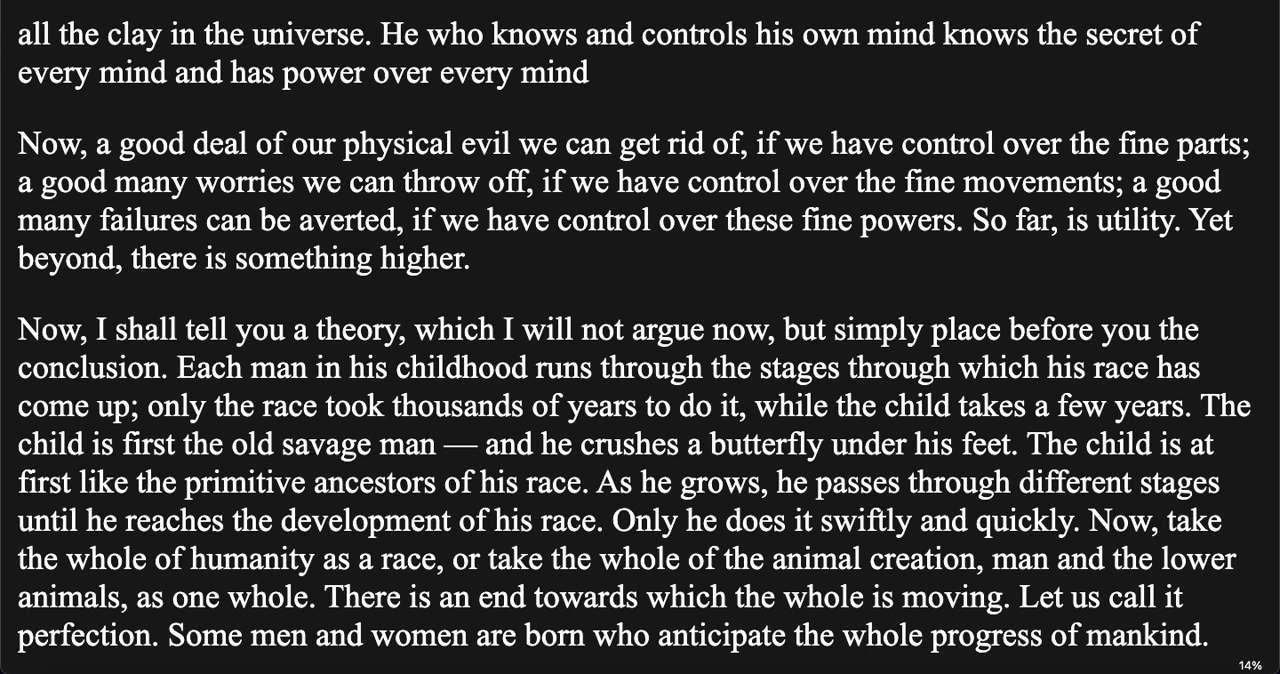 all the clay in the universe. He who knows and controls his own mind knows the secret of
every mind and has power over every mind
Now, a good deal of our physical evil we can get rid of, if we have control over the fine parts;
a good many worries we can throw off, if we have control over the fine movements; a good
many failures can be averted, if we have control over these fine powers. So far, is utility. Yet
beyond, there is something higher.
Now, I shall tell you a theory, which I will not argue now, but simply place before you the
conclusion. Each man in his childhood runs through the stages through which his race has
come up; only the race took thousands of years to do it, while the child takes a few years. The
child is first the old savage man — and he crushes a butterfly under his feet. The child is at
first like the primitive ancestors of his race. As he grows, he passes through different stages
until he reaches the development of his race. Only he does it swiftly and quickly. Now, take
the whole of humanity as a race, or take the whole of the animal creation, man and the lower
animals, as one whole. There is an end towards which the whole is moving. Let us call it
perfection. Some men and women are born who anticipate the whole progress of mankind.
14%